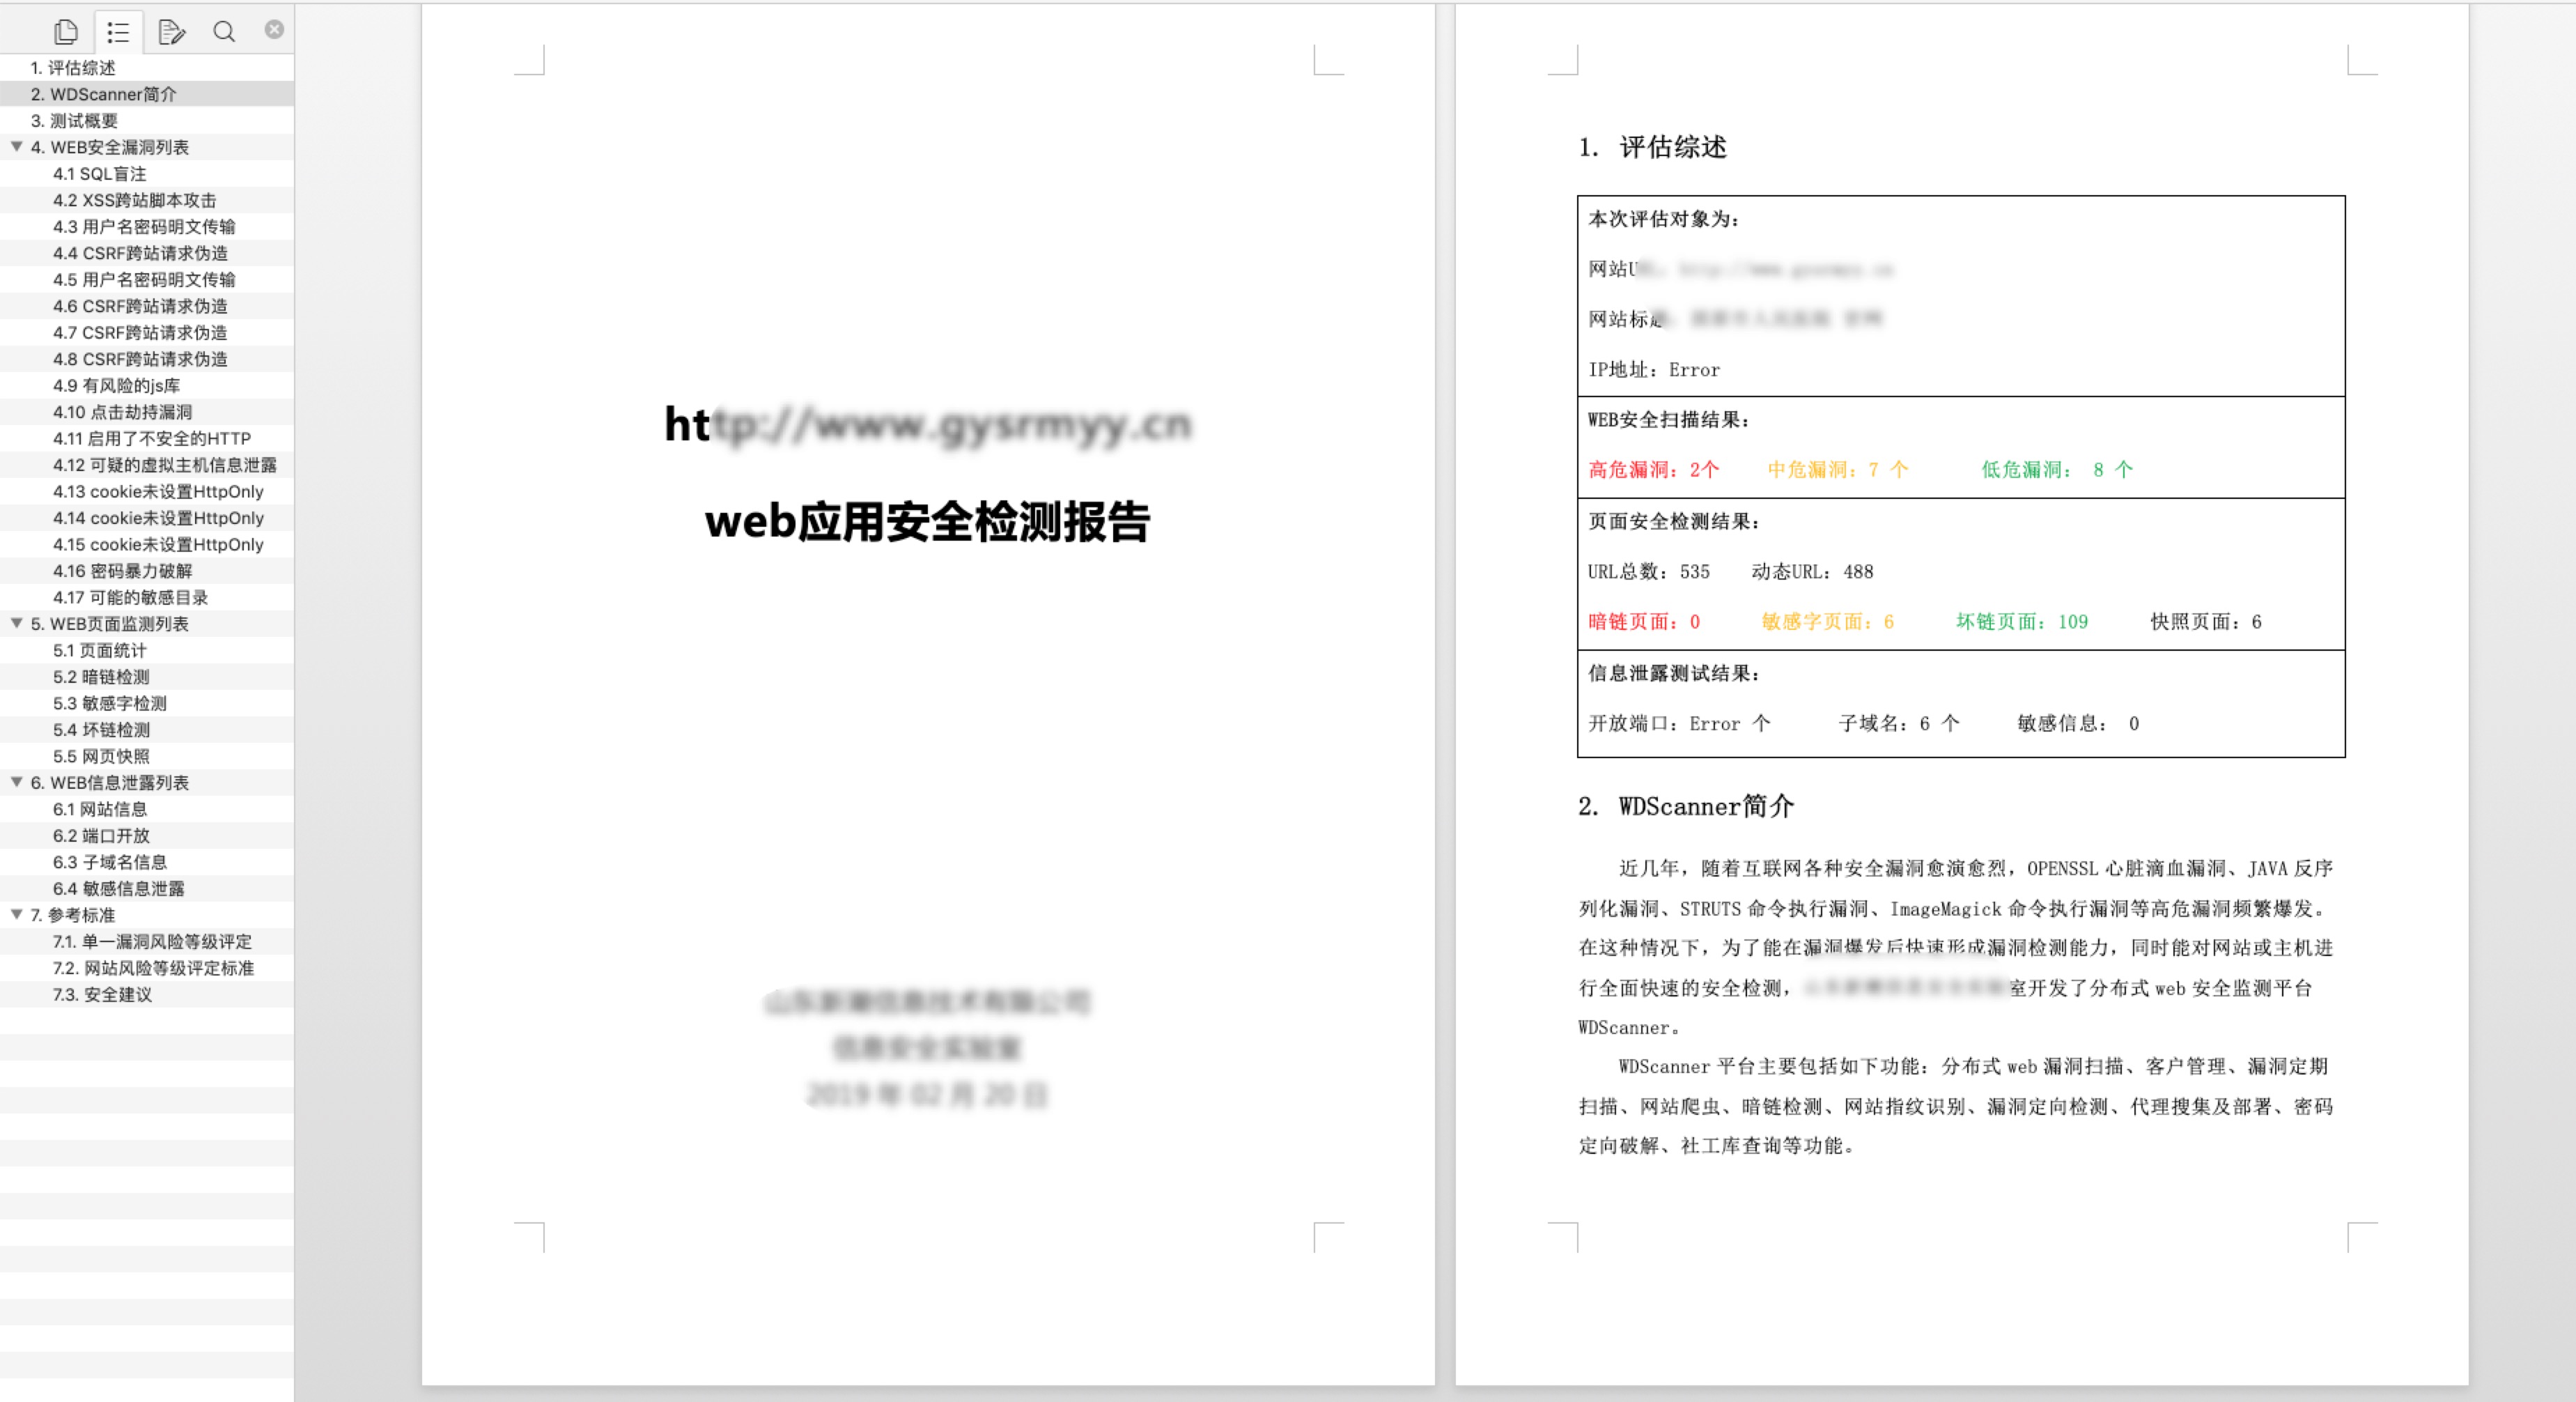 1. 评估综述
2. WDScanner简介
3. 测试概要
4. WEB安全漏洞列表
4.1 SQL盲注
4.2 XSS跨站脚本攻击
4.3 用户名密码明文传输
4.4 CSRF跨站请求伪造
4.5 用户名密码明文传输
4.6 CSRF跨站请求伪造
4.7 CSRF跨站请求伪造
4.8 CSRF跨站请求伪造
4.9 有风险的js库
4.10 点击劫持漏洞
4.11 启用了不安全的HTTP
4.12 可疑的虚拟主机信息泄露
4.13 cookie未设置HttpOnly
4.14 cookie未设置HttpOnly
4.15 cookie未设置HttpOnly
4.16 密码暴力破解
4.17 可能的敏感目录
5. WEB页面监测列表
5.1 页面统计
5.2 暗链检测
5.3 敏感字检测
5.4 坏链检测
5.5 网页快照
6. WEB信息泄露列表
6.1 网站信息
6.2 端口开放
6.3 子域名信息
6.4 敏感信息泄露
7. 参考标准
7.1. 单一漏洞风险等级评定
7.2. 网站风险等级评定标准
7.3. 安全建议
ht
web应用安全检测报告
1. 评估综述
本次评估对象为：
网站U
网站标
IP地址：Error
WEB安全扫描结果：
高危漏洞：2个 中危漏洞：7 个 低危漏洞： 8 个
页面安全检测结果：
URL总数：535 动态URL：488
暗链页面：0 敏感字页面：6 坏链页面：109 快照页面：6
信息泄露测试结果：
开放端口：Error 个 子域名：6 个 敏感信息： 0
2. WDScanner简介
近几年，随着互联网各种安全漏洞愈演愈烈，OPENSSL 心脏滴血漏洞、JAVA 反序
列化漏洞、STRUTS 命令执行漏洞、ImageMagick 命令执行漏洞等高危漏洞频繁爆发。
在这种情况下，为了能在漏洞爆发后快速形成漏洞检测能力，同时能对网站或主机进
行全面快速的安全检测，室开发了分布式 web 安全监测平台
WDScanner。
WDScanner 平台主要包括如下功能：分布式 web 漏洞扫描、客户管理、漏洞定期
扫描、网站爬虫、暗链检测、网站指纹识别、漏洞定向检测、代理搜集及部署、密码
定向破解、社工库查询等功能。